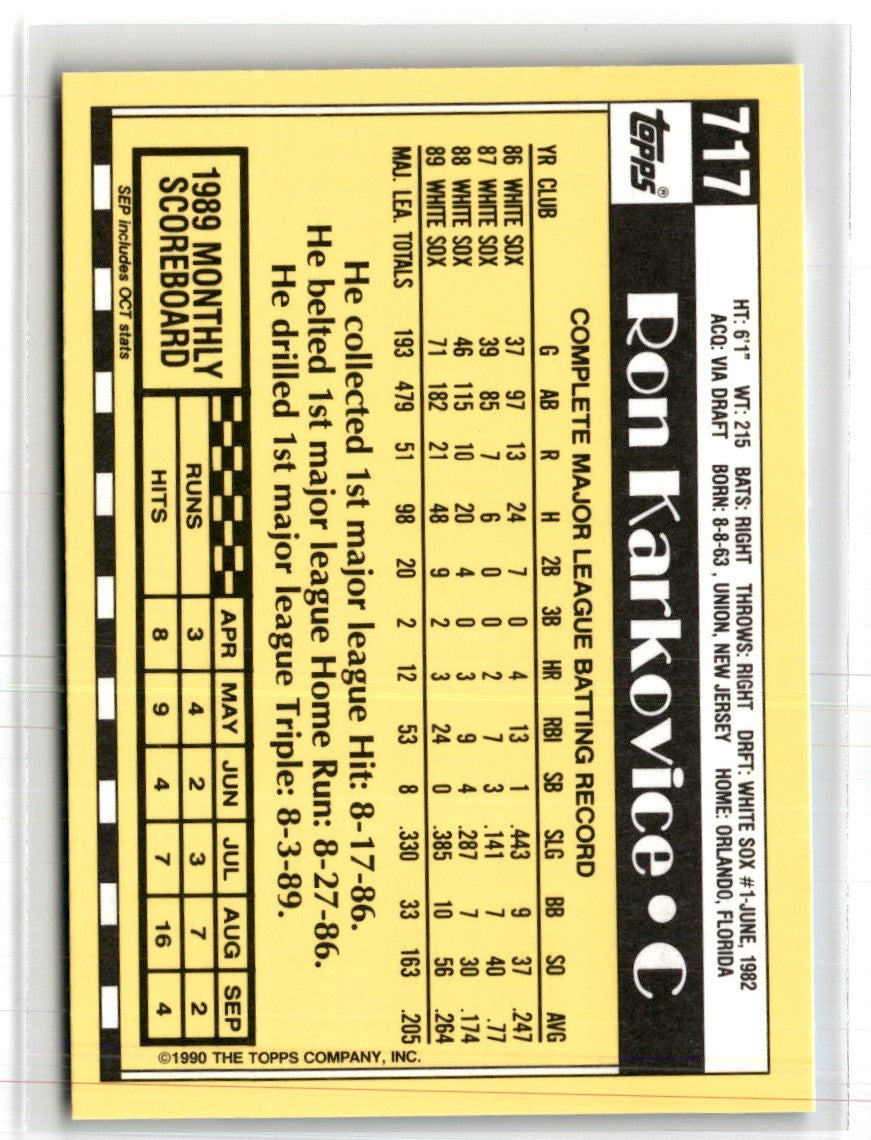 717
HT: 6'1" WT: 215 BATS: RIGHT THROWS: RIGHT DRFT: WHITE SOX #1-JUNE, 1982
ACQ: VIA DRAFT BORN: 8-8-63 , UNION, NEW JERSEY HOME: ORLANDO, FLORIDA
topps®
Ron Karkovice • C
COMPLETE MAJOR LEAGUE BATTING RECORD
YR CLUB G AB R H 2B 3B HR RBI SB SLG BB SO AVG
86 WHITE SOX 37 97 13 24 7 0 4 13 1 .443 9 37 .247
87 WHITE SOX 39 85 7 6 0 0 2 7 3 .141 7 40 .77
88 WHITE SOX 46 115 10 20 4 0 3 9 4 .287 7 30 .174
89 WHITE SOX 71 182 21 48 9 2 3 24 0 .385 10 56 .264
MAJ. LEA. TOTALS 193 479 51 98 20 2 12 53 8 .330 33 163 .205
He collected 1st major league Hit: 8-17-86.
He belted 1st major league Home Run: 8-27-86.
He drilled 1st major league Triple: 8-3-89.
©1990 THE TOPPS COMPANY, INC.
1989 MONTHLY
SCOREBOARD
APR MAY JUN JUL AUG SEP
RUNS 3 4 2 3 7 2
HITS 8 9 4 7 16 4
SEP includes OCT stats